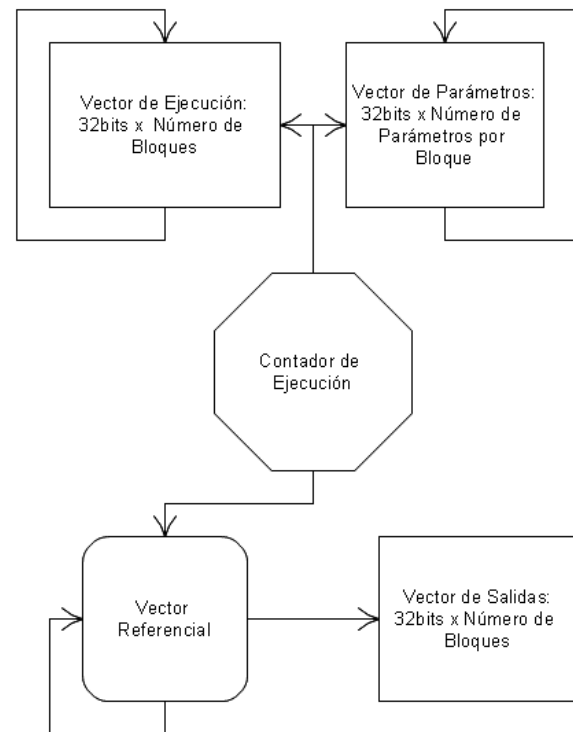 Vector de Ejecución:
32bits x Número de
Bloques
Vector de Parámetros:
32bits x Número de
Parámetros por
Bloque
Contador de
Ejecución
Vector
Referencial
Vector de Salidas:
32bits x Número de
Bloques